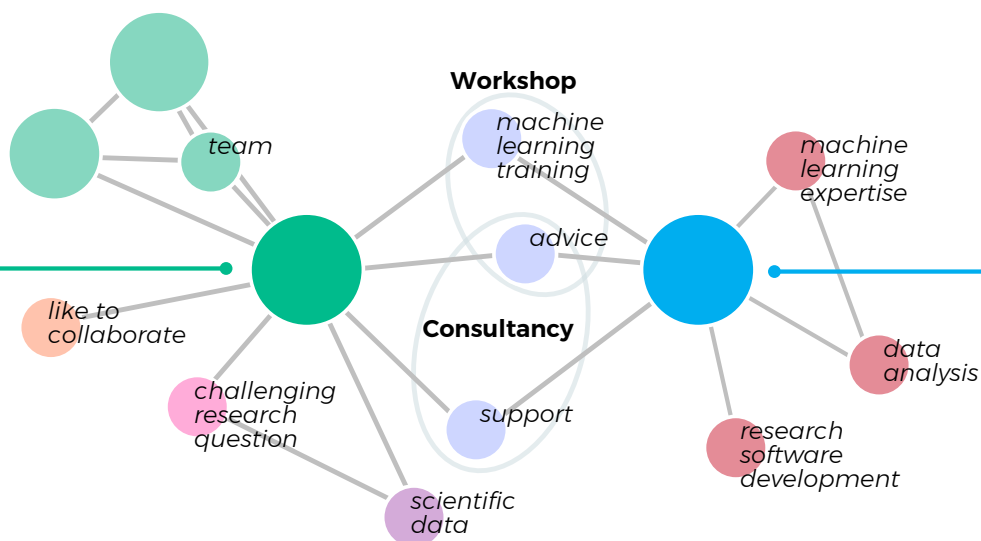 Workshop
machine
learning
training
team
machine
learning
expertise
advice
like to
collaborate
Consultancy
data
analysis
challenging
research
question
support
research
software
development
scientific
data